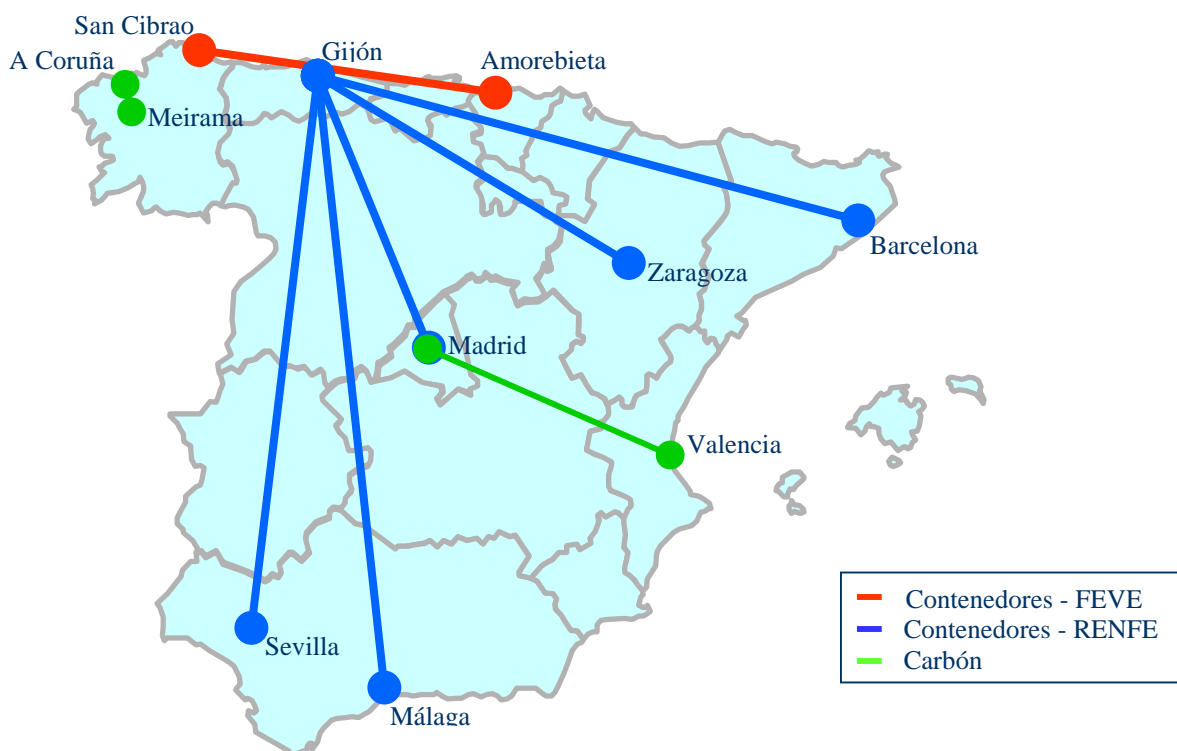 San Cibrao
Gijón
A Coruña
Amorebieta
Meirama
Barcelona
Zaragoza
Madrid
Valencia
Contenedores - FEVE
Contenedores - RENFE
Sevilla
Carbón
Málaga